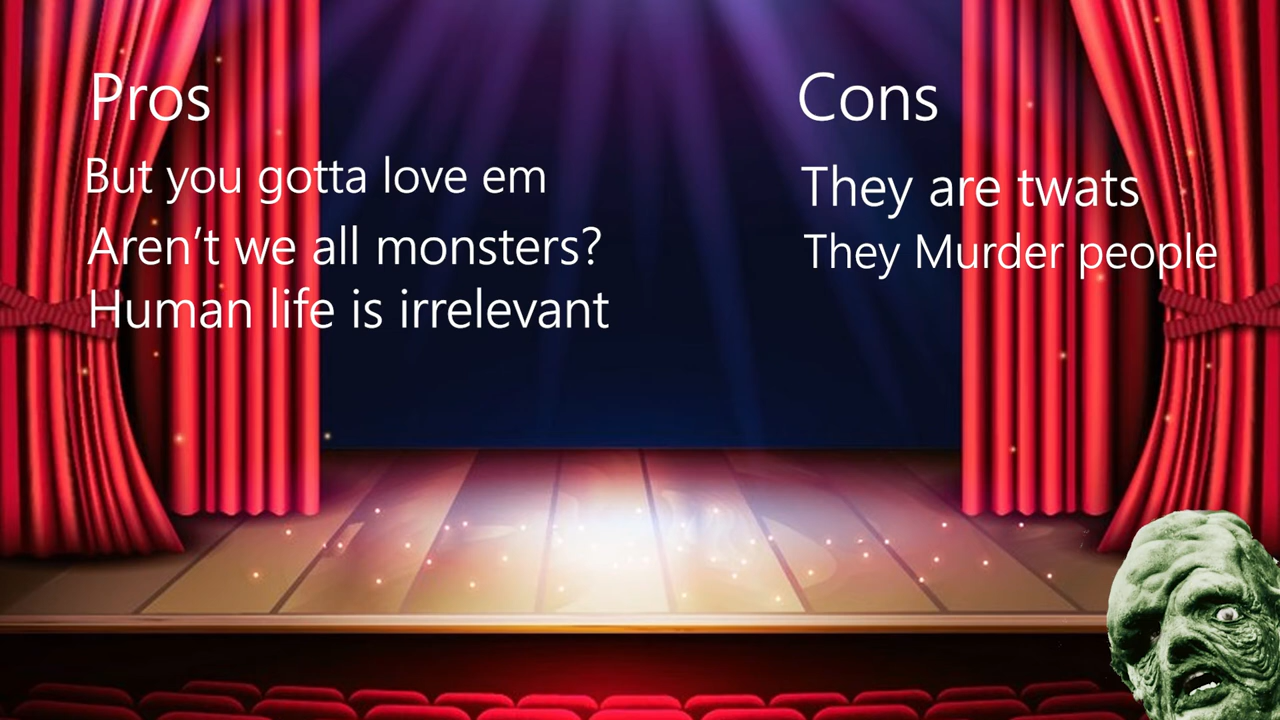 Pros
But you gotta love em
Aren’t we all monsters?
Human life is irrelevant
Cons
They are twats
They Murder people